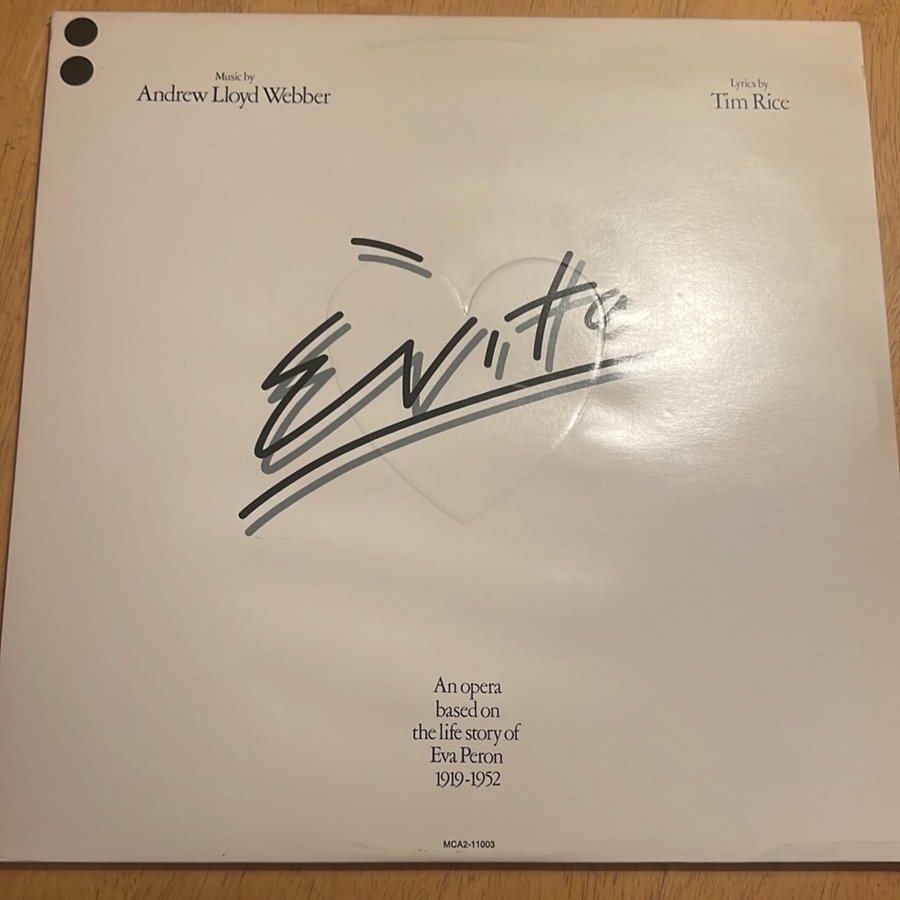 Music by
Andrew Lloyd Webber
Lyrics by
Tim Rice
Evita
An opera
based on
the life story of
Eva Peron
1919-1952
MCA2-11003